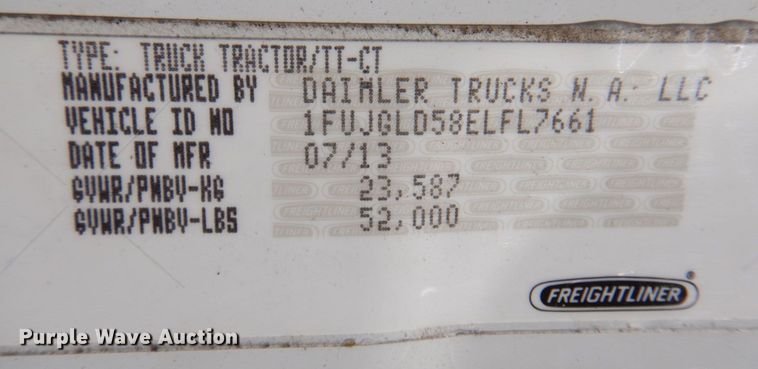 TYPE: TRUCK TRACTOR/TT-CT
MANUFACTURED BY DAIMLER TRUCKS N.A. LLC
VEHICLE ID NO 1FUJGLD58ELFL7661
DATE OF MFR 07/13
GVWR/PNBV-KG 23,587
GVWR/PNBV-LBS 52,000
FREIGHTLINER®
Purple Wave Auction